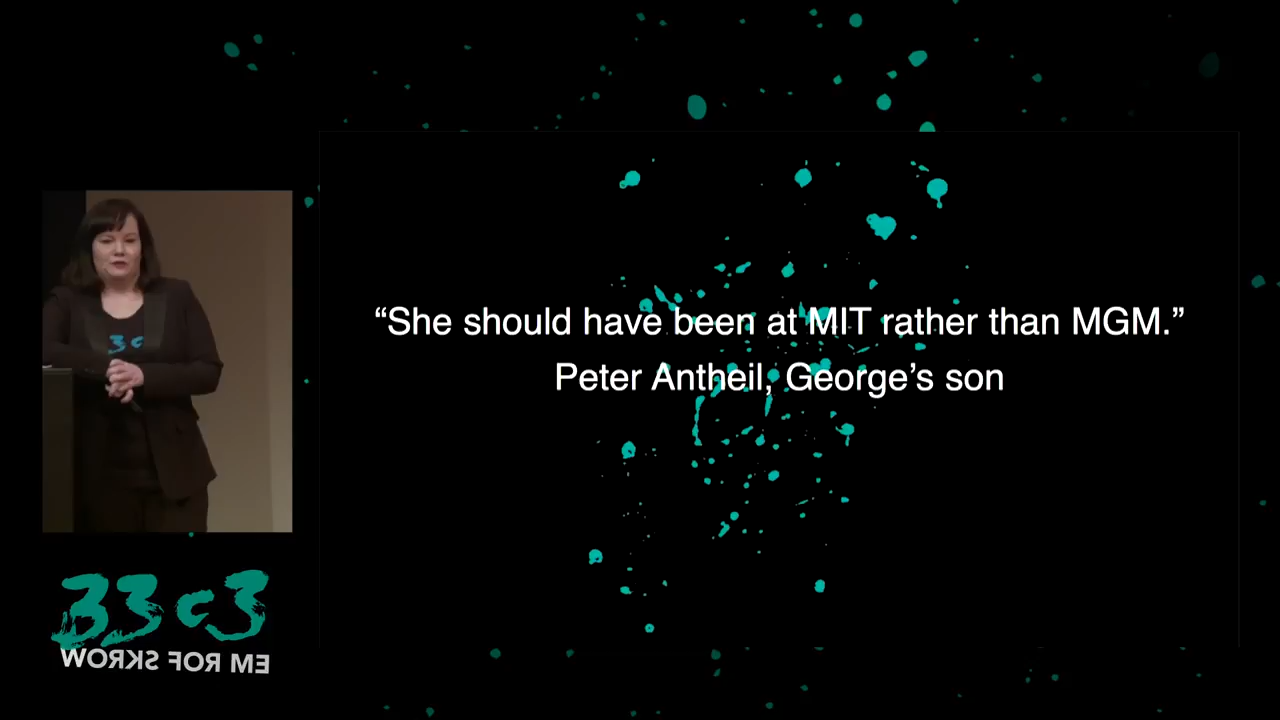 “She should have been at MIT rather than MGM.”
Peter Antheil, George’s son
33c3
WORKS FOR ME